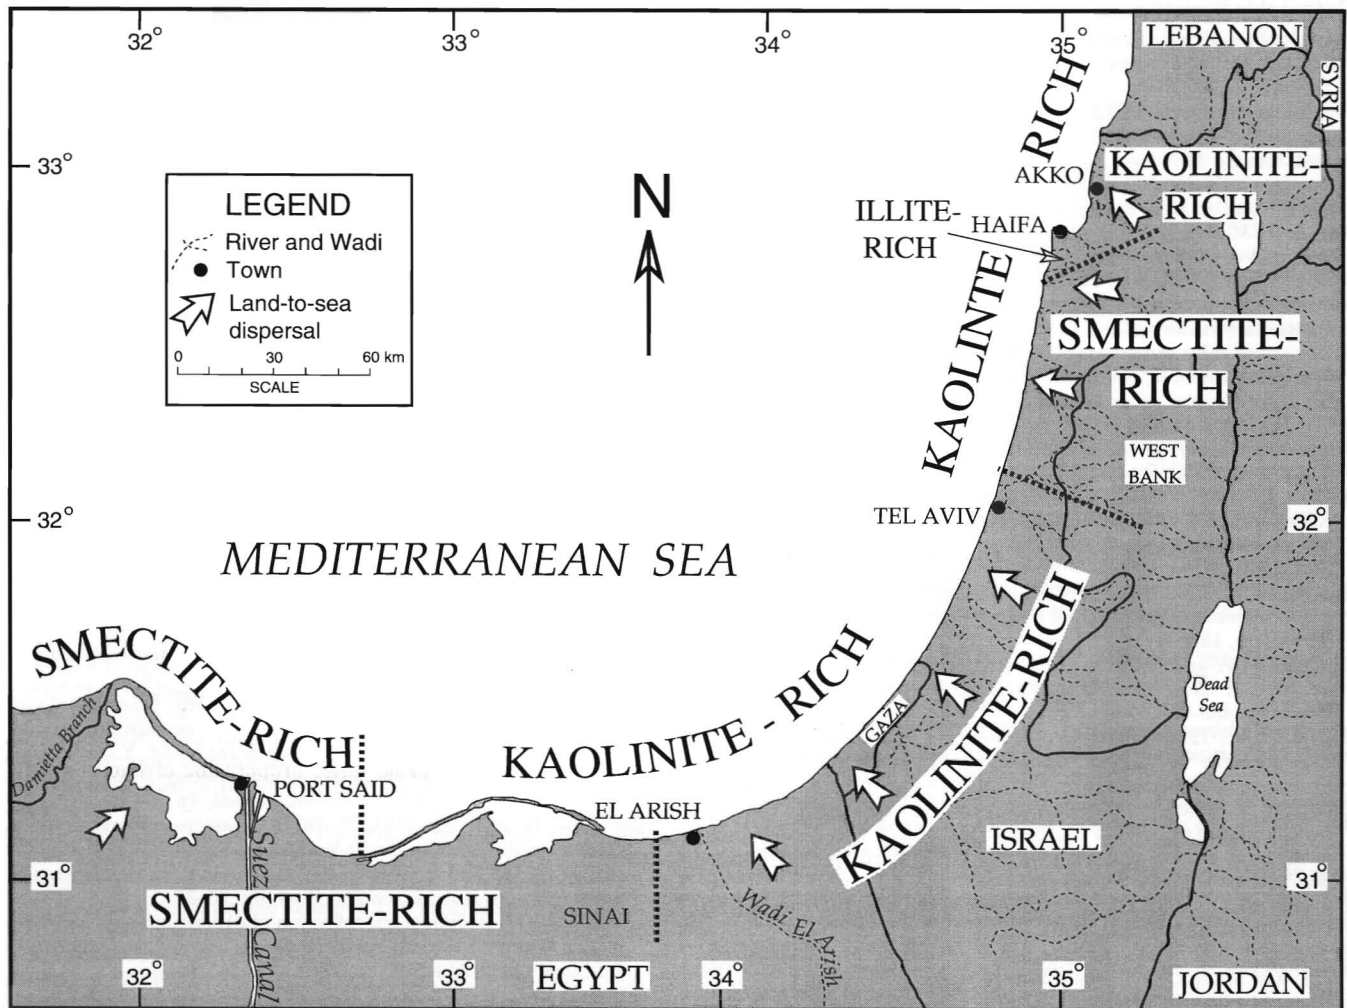 32°
33°
34°
35°
LEBANON
SYRIA
33°
LEGEND
River and Wadi
Town
Land-to-sea
dispersal
0 30 60 km
SCALE
N
RICH
AKKO
KAOLINITE-
RICH
ILLITE-
RICH
HAIFA
KAOLINTE
SMECTITE-
RICH
WEST
BANK
TEL AVIV
32°
32°
MEDITERRANEAN SEA
SMECTITE-RICH
KAOLINITE - RICH
KAOLINITE-RICH
GAZA
Dead
Sea
Damietta Branch
PORT SAID
EL ARISH
ISRAEL
31°
31°
Suez Canal
SMECTITE-RICH
SINAI
Wadi El Arish
32°
33°
EGYPT
34°
35°
JORDAN